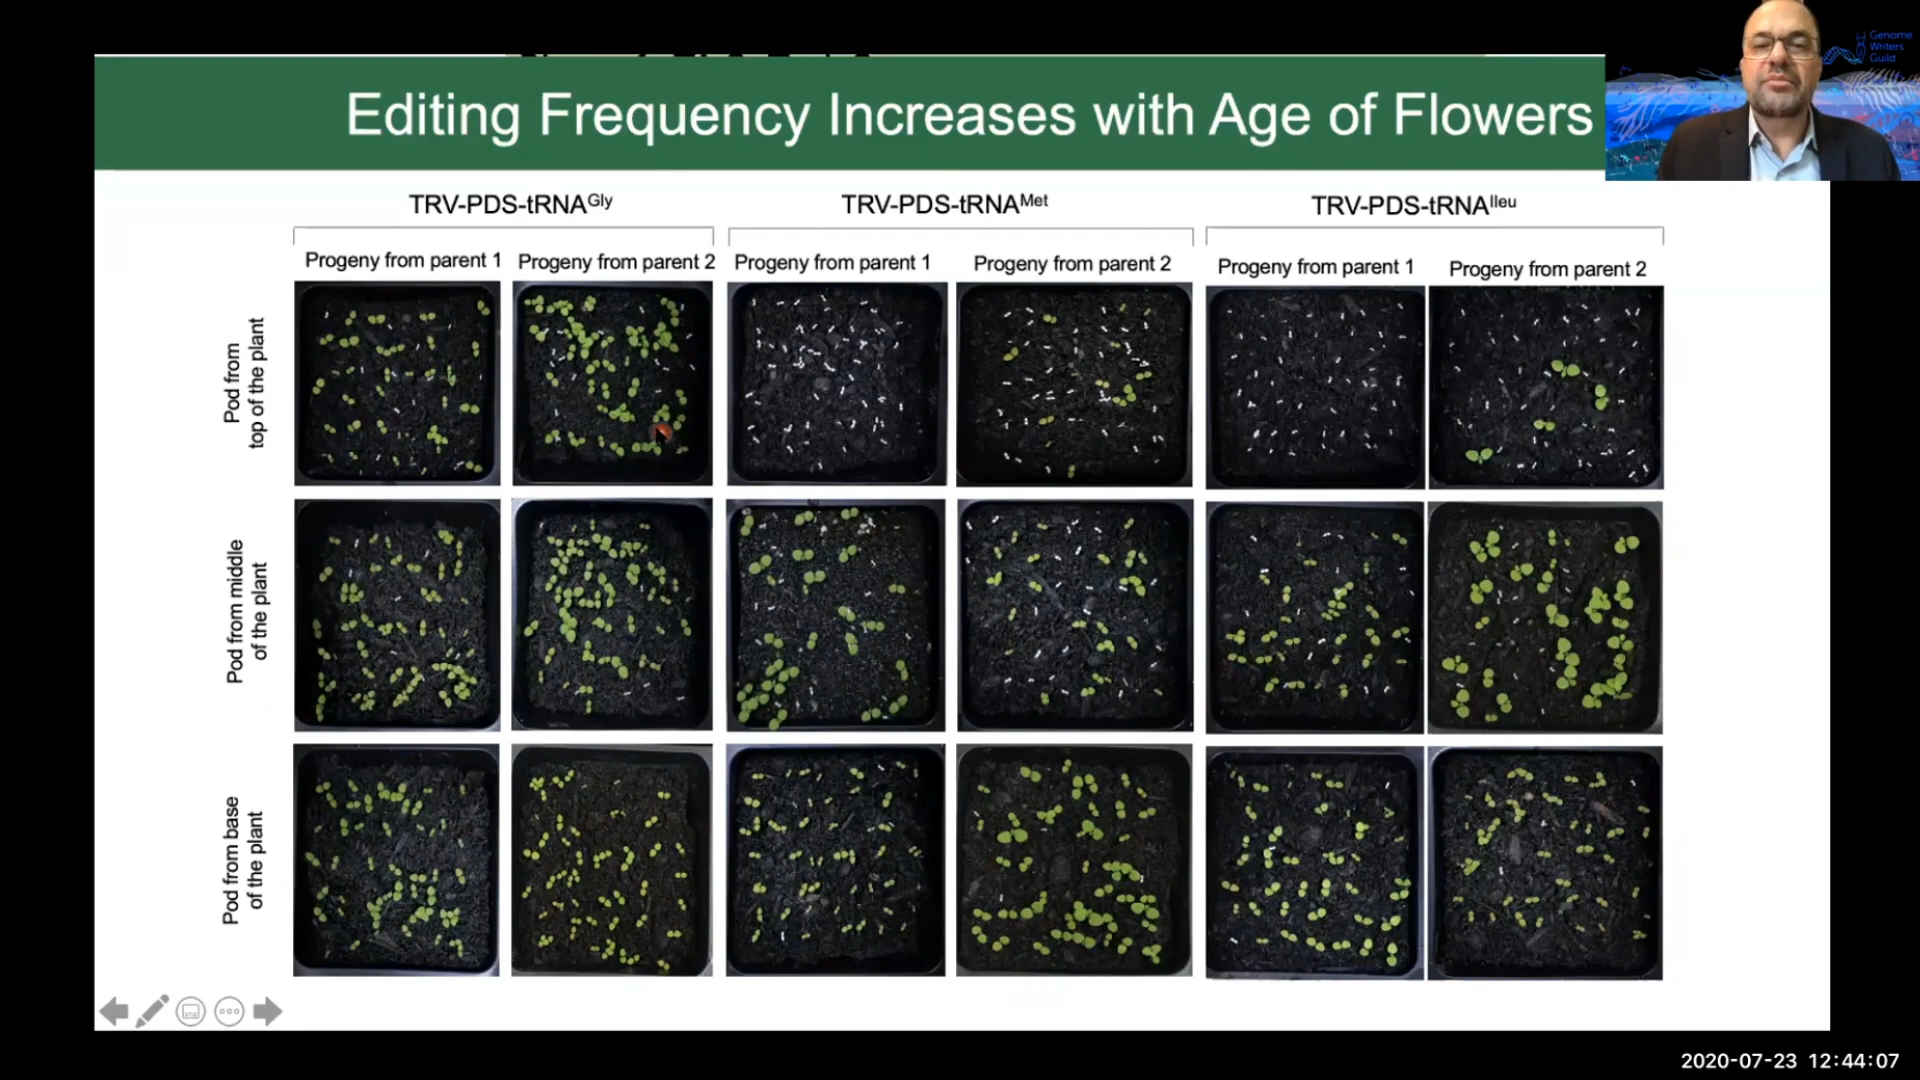 Genome
Writers
Guild
Editing Frequency Increases with Age of Flowers
TRV-PDS-tRNAGly
TRV-PDS-tRNAMet
TRV-PDS-tRNAIleu
Progeny from parent 1
Progeny from parent 2
Progeny from parent 1
Progeny from parent 2
Progeny from parent 1
Progeny from parent 2
Pod from
top of the plant
Pod from middle
of the plant
Pod from base
of the plant
2020-07-23 12:44:07